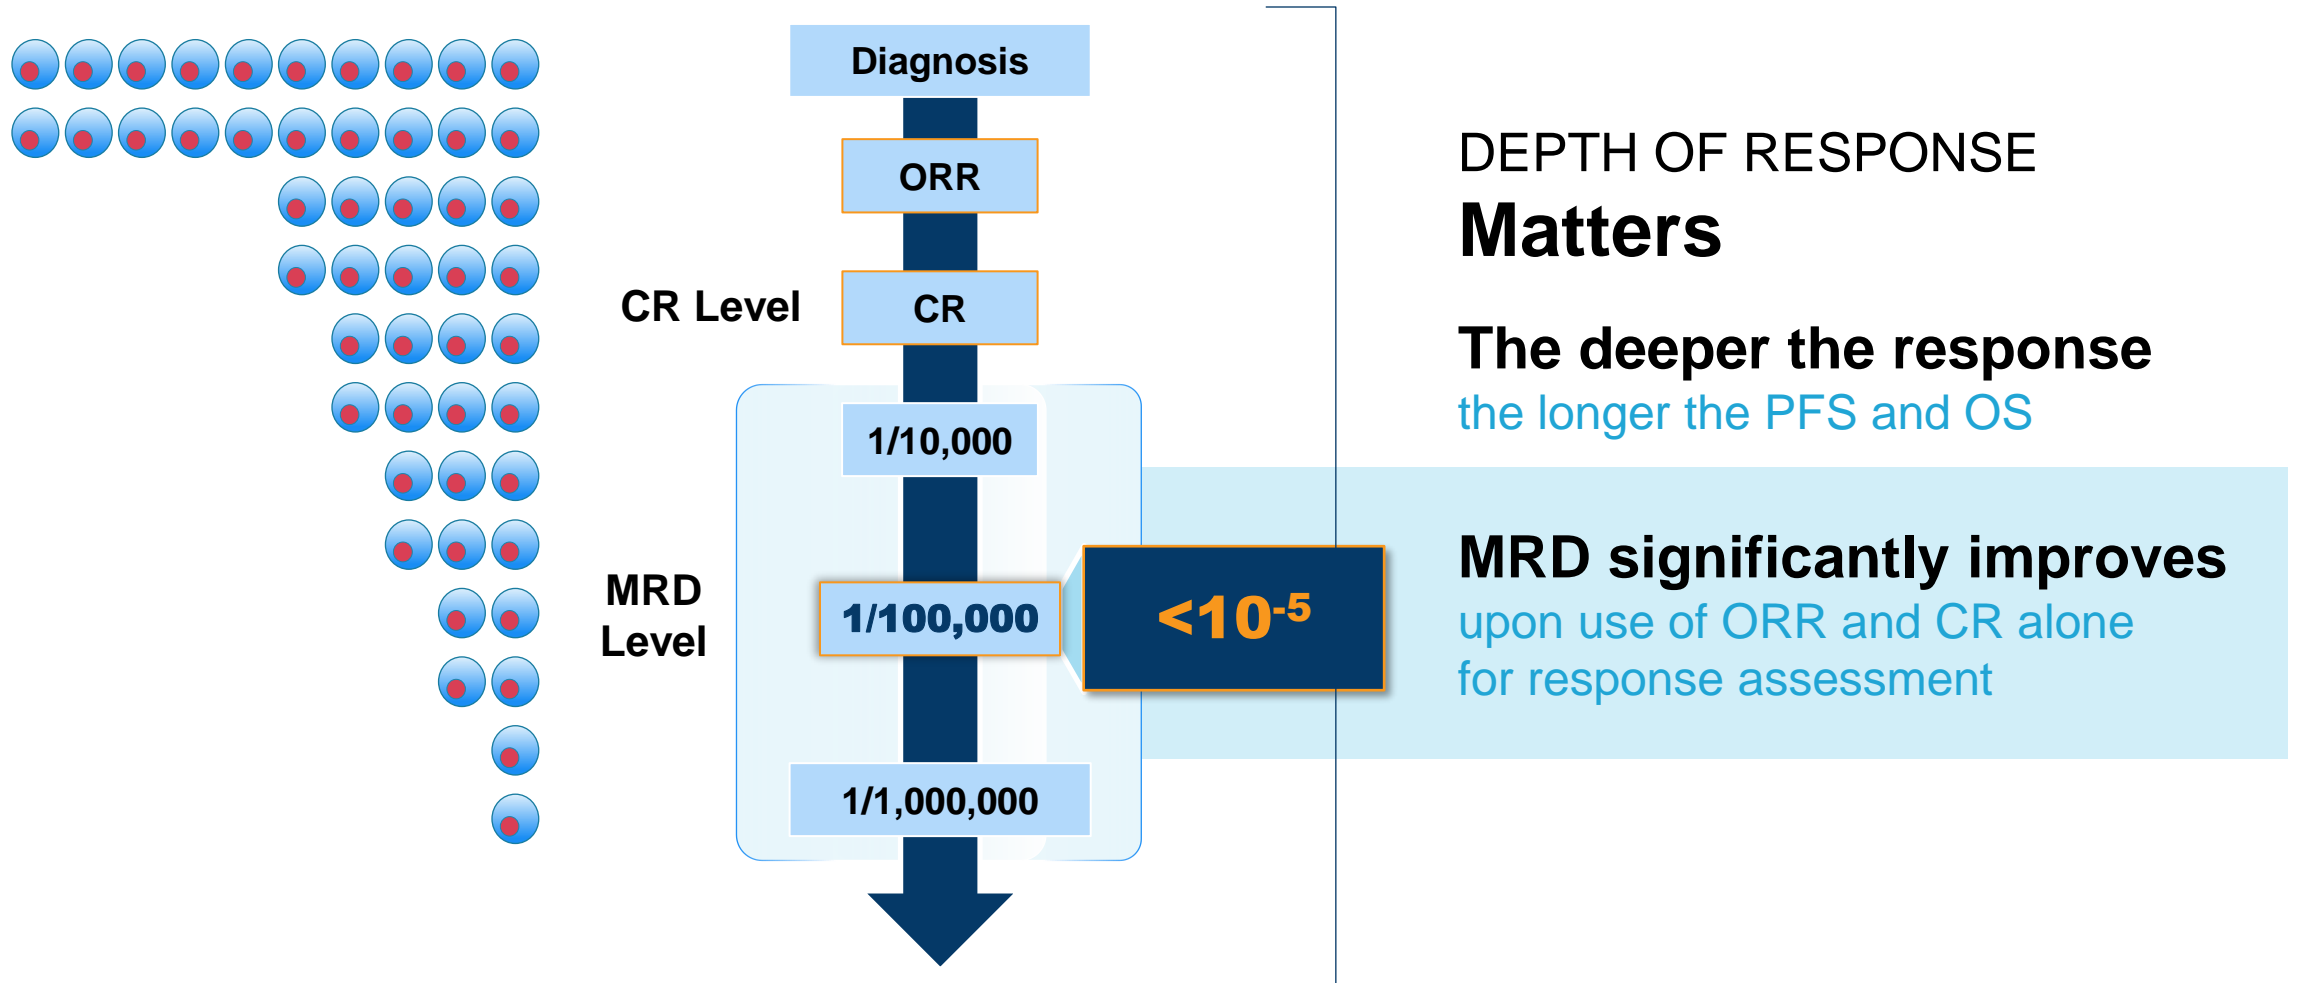 Diagnosis
ORR
CR Level
CR
1/10,000
MRD
Level
1/100,000
<10⁻⁵
1/1,000,000
DEPTH OF RESPONSE
Matters
The deeper the response
the longer the PFS and OS
MRD significantly improves
upon use of ORR and CR alone
for response assessment